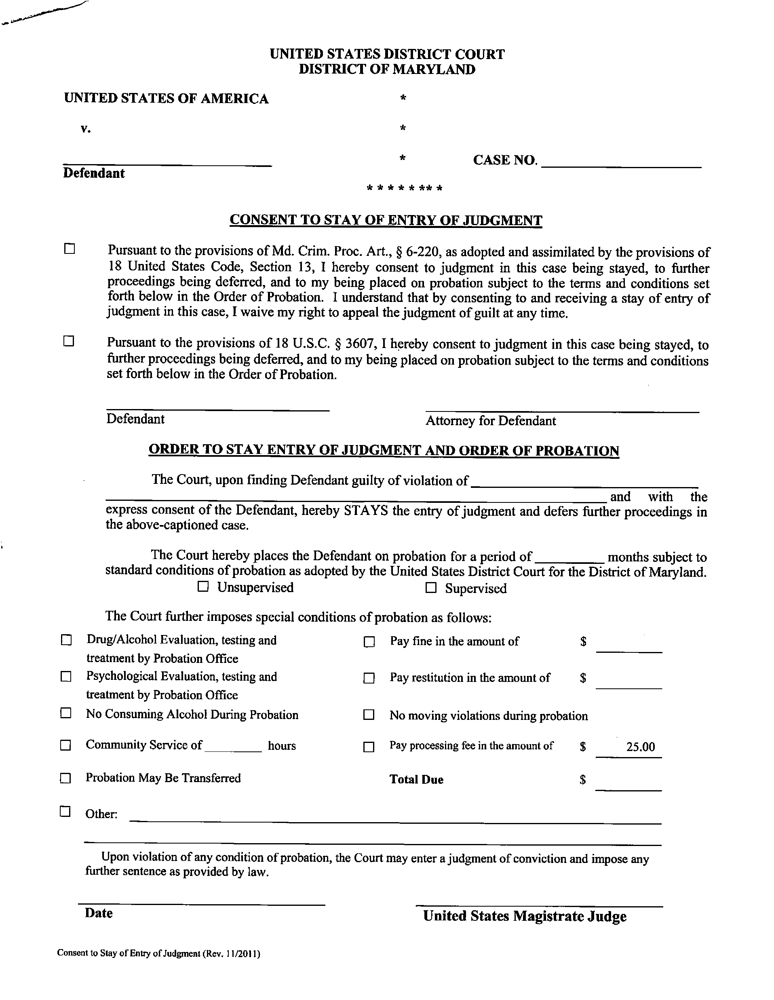 UNITED STATES DISTRICT COURT
DISTRICT OF MARYLAND
UNITED STATES OF AMERICA *
v. *
* CASE NO.
Defendant
* * * * * ** *
CONSENT TO STAY OF ENTRY OF JUDGMENT
Pursuant to the provisions of Md. Crim. Proc. Art., § 6-220, as adopted and assimilated by the provisions of
18 United States Code, Section 13, I hereby consent to judgment in this case being stayed, to further
proceedings being deferred, and to my being placed on probation subject to the terms and conditions set
forth below in the Order of Probation. I understand that by consenting to and receiving a stay of entry of
judgment in this case, I waive my right to appeal the judgment of guilt at any time.
Pursuant to the provisions of 18 U.S.C. § 3607, I hereby consent to judgment in this case being stayed, to
further proceedings being deferred, and to my being placed on probation subject to the terms and conditions
set forth below in the Order of Probation.
Defendant Attorney for Defendant
ORDER TO STAY ENTRY OF JUDGMENT AND ORDER OF PROBATION
The Court, upon finding Defendant guilty of violation of
and with the
express consent of the Defendant, hereby STAYS the entry of judgment and defers further proceedings in
the above-captioned case.
The Court hereby places the Defendant on probation for a period of months subject to
standard conditions of probation as adopted by the United States District Court for the District of Maryland.
Unsupervised Supervised
The Court further imposes special conditions of probation as follows:
Drug/Alcohol Evaluation, testing and Pay fine in the amount of $
treatment by Probation Office
Psychological Evaluation, testing and Pay restitution in the amount of $
treatment by Probation Office
No Consuming Alcohol During Probation No moving violations during probation
Community Service of hours Pay processing fee in the amount of $ 25.00
Probation May Be Transferred Total Due $
Other:
Upon violation of any condition of probation, the Court may enter a judgment of conviction and impose any
further sentence as provided by law.
Date United States Magistrate Judge
Consent to Stay of Entry of Judgment (Rev. 11/2011)